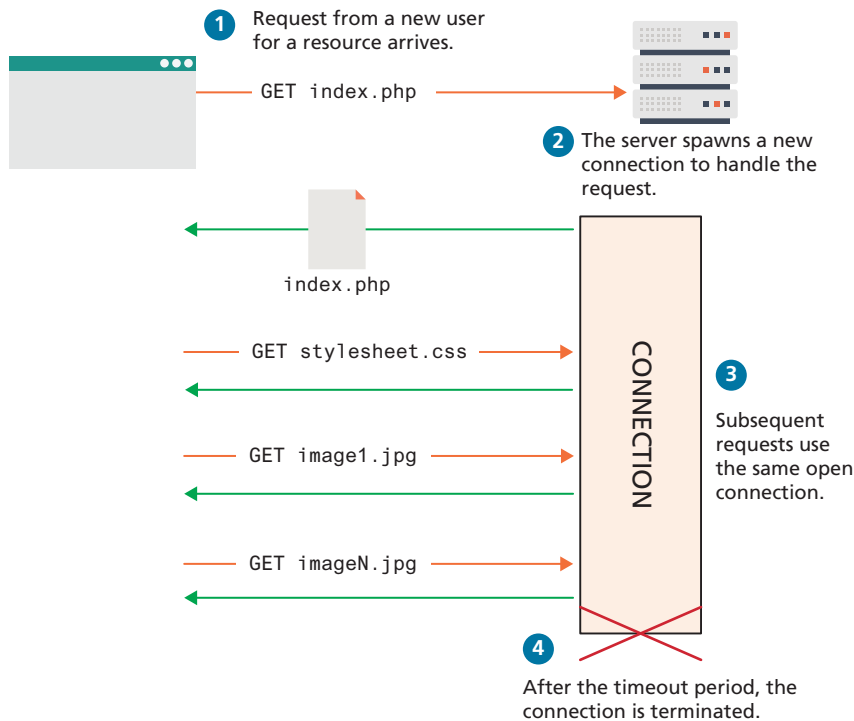 1
Request from a new user
for a resource arrives.
GET index.php
2
The server spawns a new
connection to handle the
request.
index.php
GET stylesheet.css
CONNECTION
3
Subsequent
requests use
the same open
connection.
GET image1.jpg
GET imageN.jpg
4
After the timeout period, the
connection is terminated.